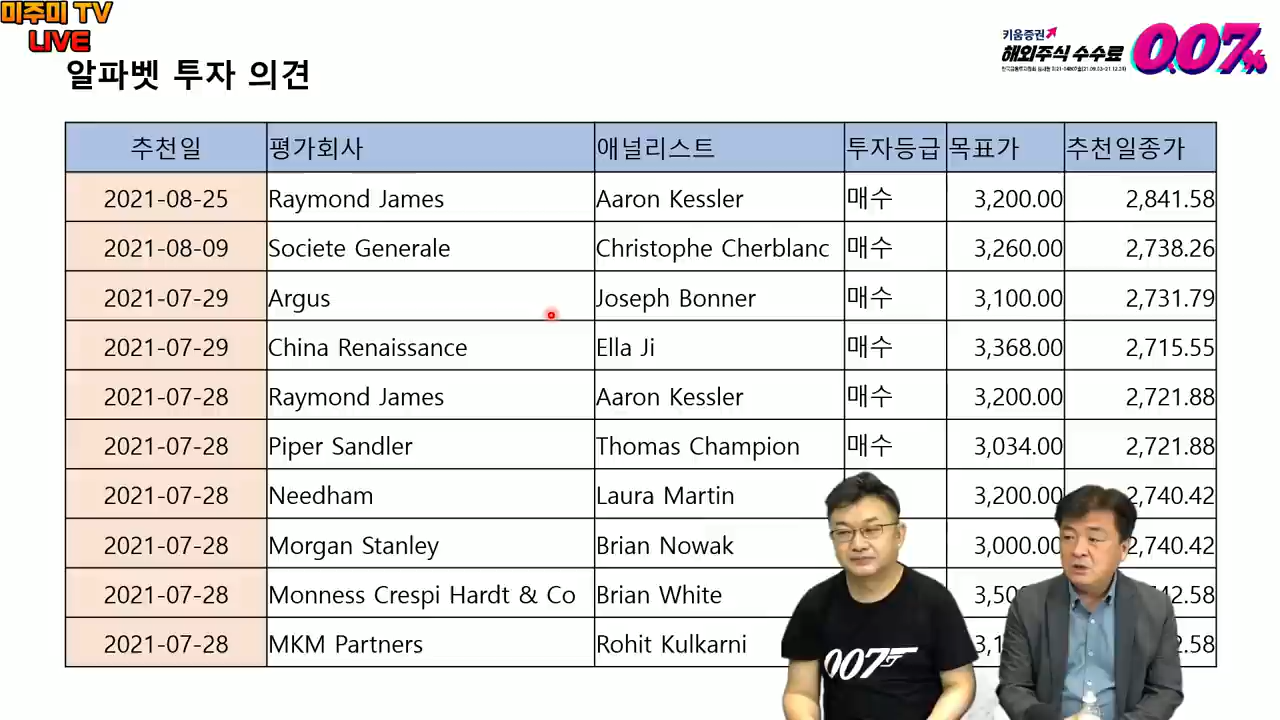 미주미 TV
LIVE
키움증권
해외주식 수수료 0.07%
알파벳 투자 의견
추천일 평가회사 애널리스트 투자등급 목표가 추천일종가
2021-08-25 Raymond James Aaron Kessler 매수 3,200.00 2,841.58
2021-08-09 Societe Generale Christophe Cherblanc 매수 3,260.00 2,738.26
2021-07-29 Argus Joseph Bonner 매수 3,100.00 2,731.79
2021-07-29 China Renaissance Ella Ji 매수 3,368.00 2,715.55
2021-07-28 Raymond James Aaron Kessler 매수 3,200.00 2,721.88
2021-07-28 Piper Sandler Thomas Champion 매수 3,034.00 2,721.88
2021-07-28 Needham Laura Martin 3,200.00 2,740.42
2021-07-28 Morgan Stanley Brian Nowak 3,000.00 2,740.42
2021-07-28 Monness Crespi Hardt & Co Brian White
2021-07-28 MKM Partners Rohit Kulkarni
007